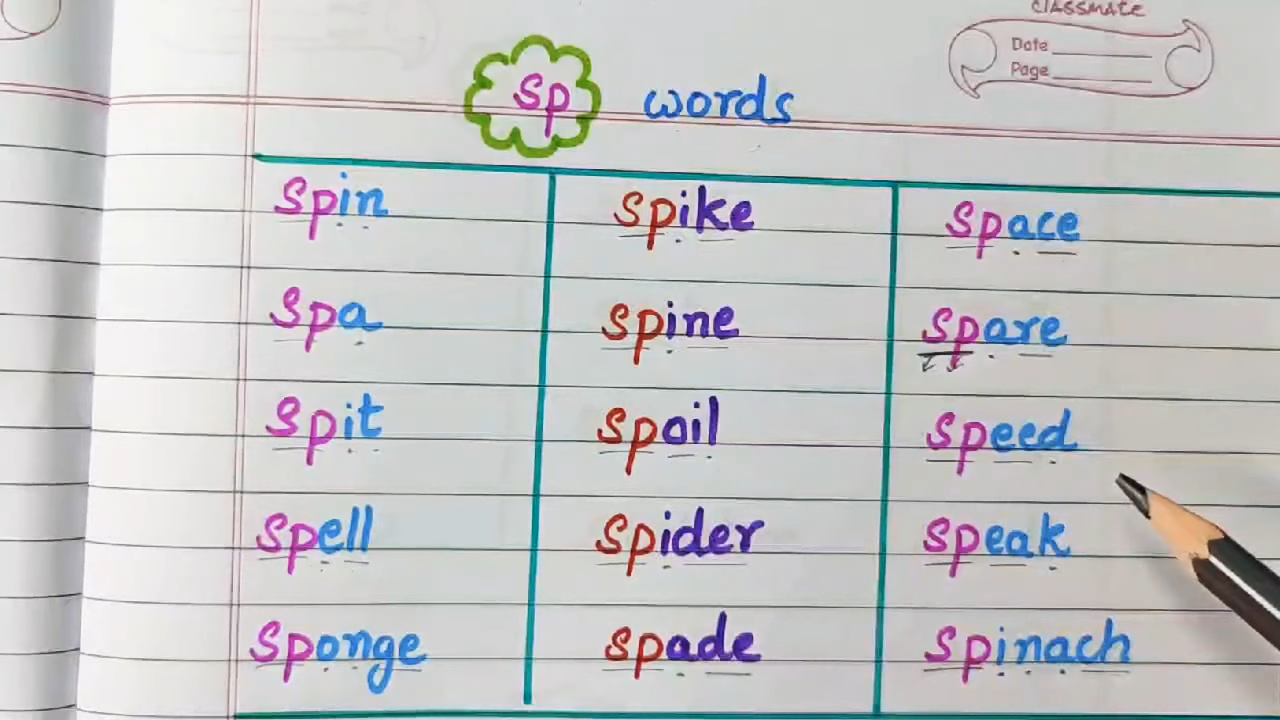 CLASSMATE
Date
Page
sp words
spin spike space
spa spine spare
spit spoil speed
spell spider speak
sponge spade spinach